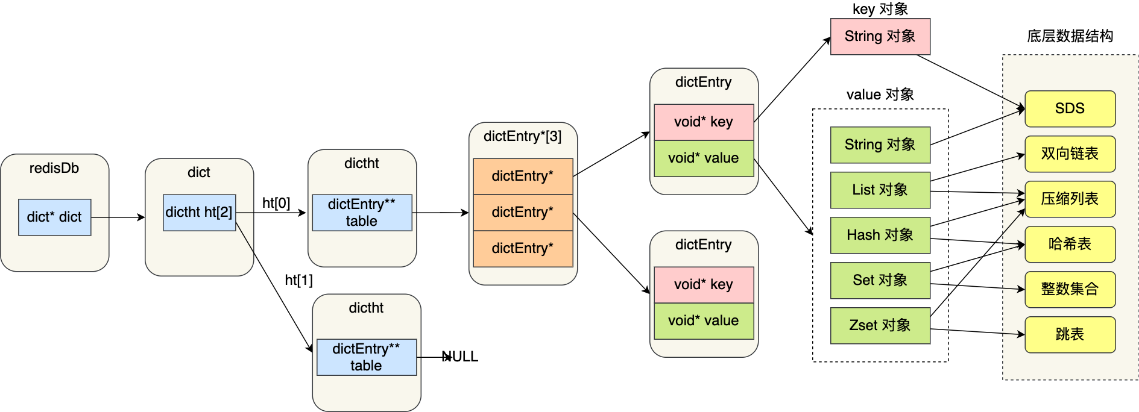 redisDb
dict* dict
dict
dictht ht[2]
ht[0]
ht[1]
dictht
dictEntry**
table
dictht
dictEntry**
table
NULL
dictEntry*[3]
dictEntry*
dictEntry*
dictEntry*
dictEntry
void* key
void* value
dictEntry
void* key
void* value
key 对象
String 对象
value 对象
String 对象
List 对象
Hash 对象
Set 对象
Zset 对象
底层数据结构
SDS
双向链表
压缩列表
哈希表
整数集合
跳表